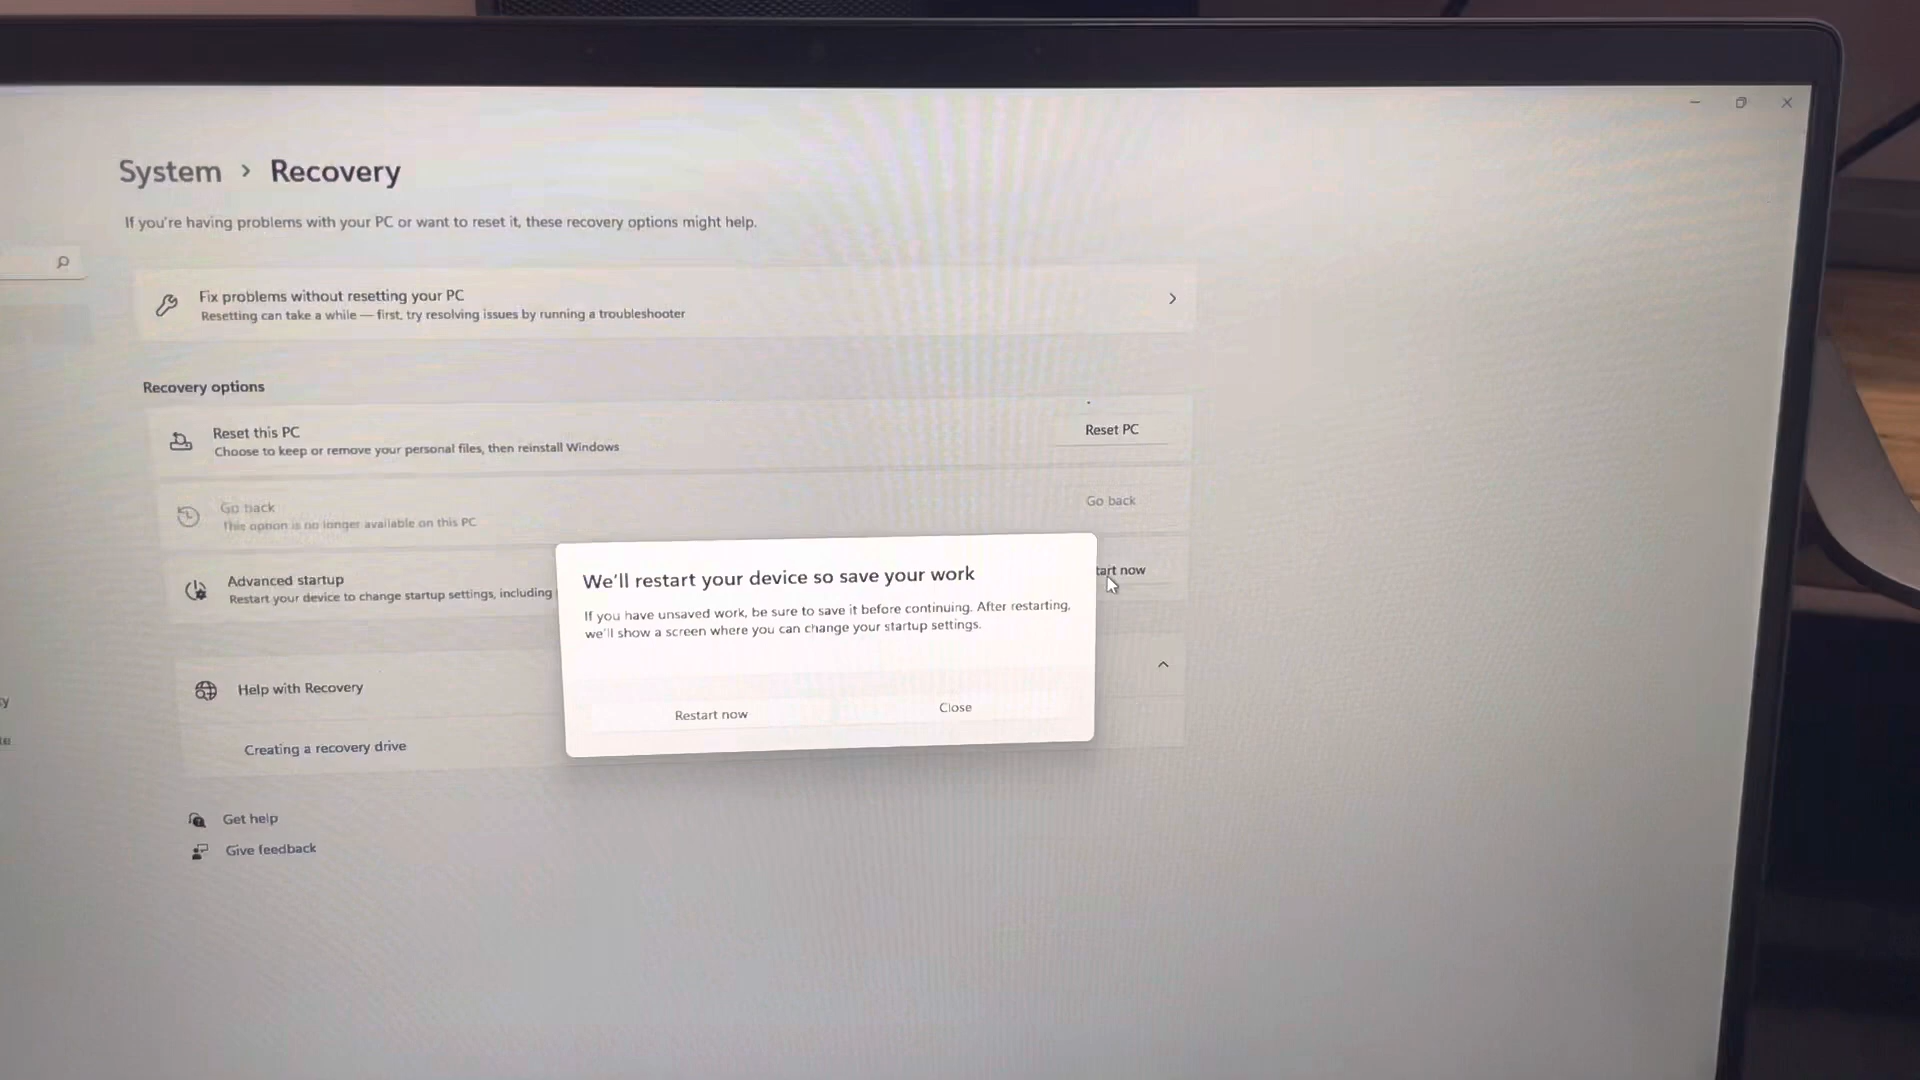 System > Recovery
If you're having problems with your PC or want to reset it, these recovery options might help.
Fix problems without resetting your PC
Resetting can take a while — first, try resolving issues by running a troubleshooter
Recovery options
Reset this PC
Choose to keep or remove your personal files, then reinstall Windows
Reset PC
Go back
This option is no longer available on this PC
Go back
Advanced startup
Restart your device to change startup settings, including
tart now
We'll restart your device so save your work
If you have unsaved work, be sure to save it before continuing. After restarting,
we'll show a screen where you can change your startup settings.
Restart now
Close
Help with Recovery
Creating a recovery drive
Get help
Give feedback